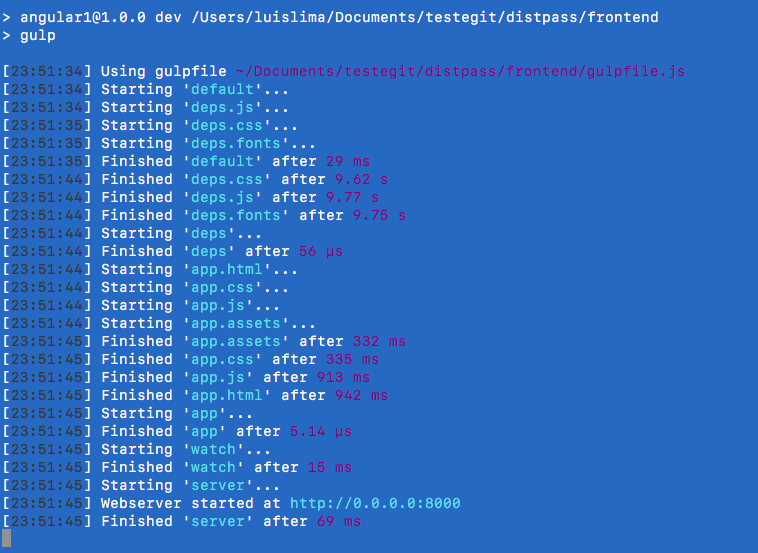 > angular1@1.0.0 dev /Users/luislima/Documents/testegit/distpass/frontend
> gulp
[23:51:34] Using gulpfile ~/Documents/testegit/distpass/frontend/gulpfile.js
[23:51:34] Starting 'default'...
[23:51:34] Starting 'deps.js'...
[23:51:35] Starting 'deps.css'...
[23:51:35] Starting 'deps.fonts'...
[23:51:35] Finished 'default' after 29 ms
[23:51:44] Finished 'deps.css' after 9.62 s
[23:51:44] Finished 'deps.js' after 9.77 s
[23:51:44] Finished 'deps.fonts' after 9.75 s
[23:51:44] Starting 'deps'...
[23:51:44] Finished 'deps' after 56 μs
[23:51:44] Starting 'app.html'...
[23:51:44] Starting 'app.css'...
[23:51:44] Starting 'app.js'...
[23:51:44] Starting 'app.assets'...
[23:51:45] Finished 'app.assets' after 332 ms
[23:51:45] Finished 'app.css' after 335 ms
[23:51:45] Finished 'app.js' after 913 ms
[23:51:45] Finished 'app.html' after 942 ms
[23:51:45] Starting 'app'...
[23:51:45] Finished 'app' after 5.14 μs
[23:51:45] Starting 'watch'...
[23:51:45] Finished 'watch' after 15 ms
[23:51:45] Starting 'server'...
[23:51:45] Webserver started at http://0.0.0.0:8000
[23:51:45] Finished 'server' after 69 ms